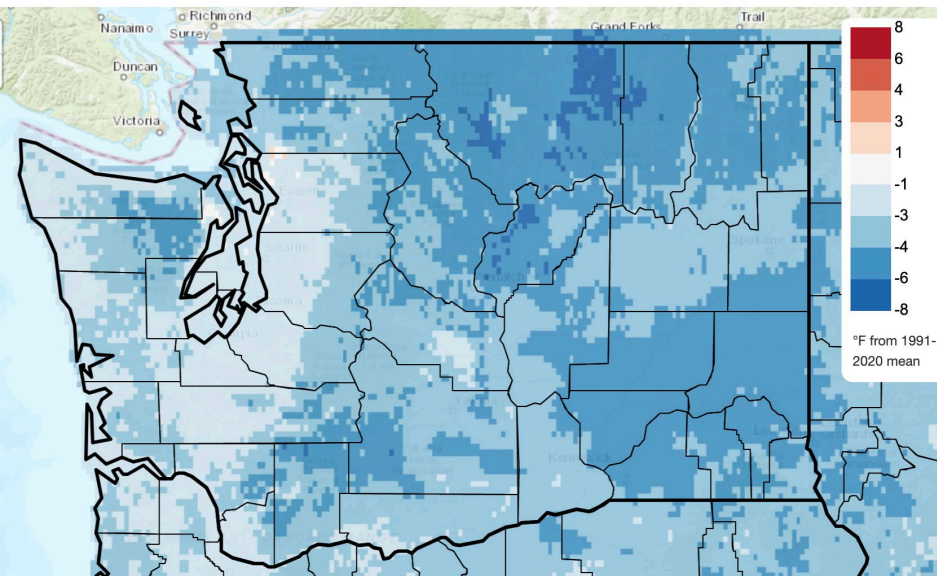 Richmond
Nanaimo
Surrey
Grand Forks
Trail
Duncan
Victoria
Everett
Seattle
Spokane
Kennewick
8
6
4
3
1
-1
-3
-4
-6
-8
°F from 1991-
2020 mean